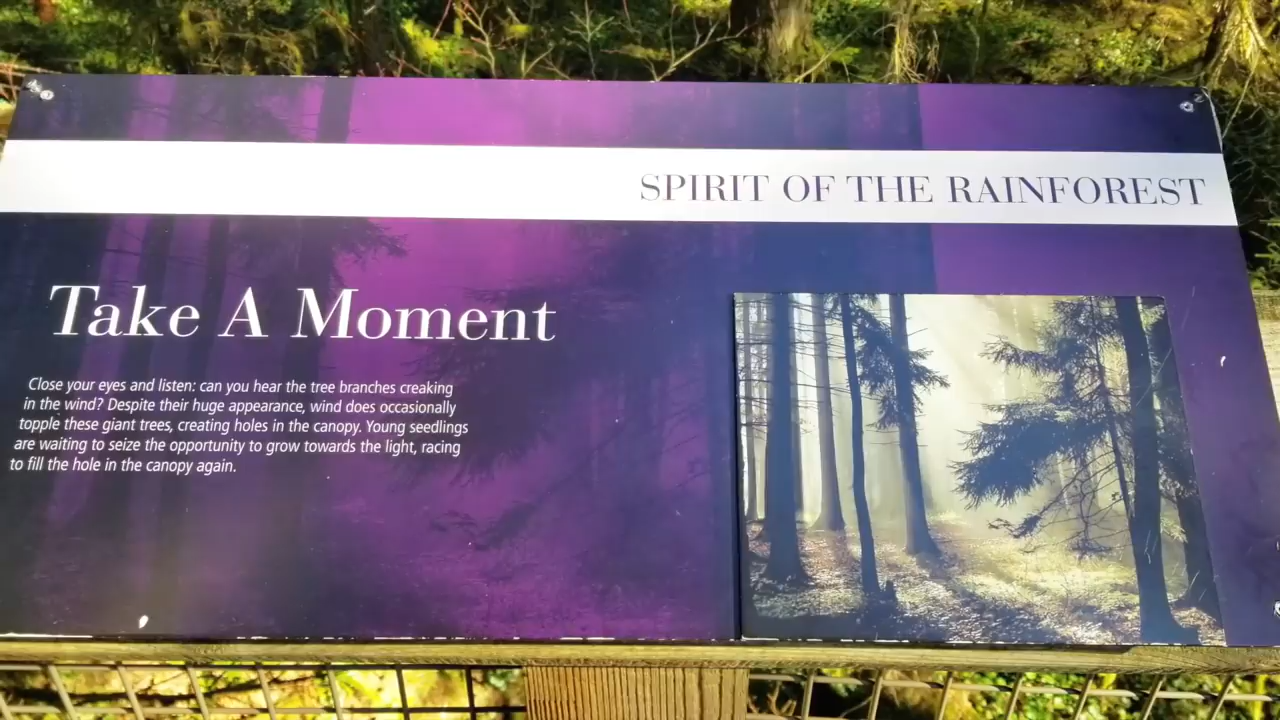 SPIRIT OF THE RAINFOREST
Take A Moment
Close your eyes and listen: can you hear the tree branches creaking
in the wind? Despite their huge appearance, wind does occasionally
topple these giant trees, creating holes in the canopy. Young seedlings
are waiting to seize the opportunity to grow towards the light, racing
to fill the hole in the canopy again.